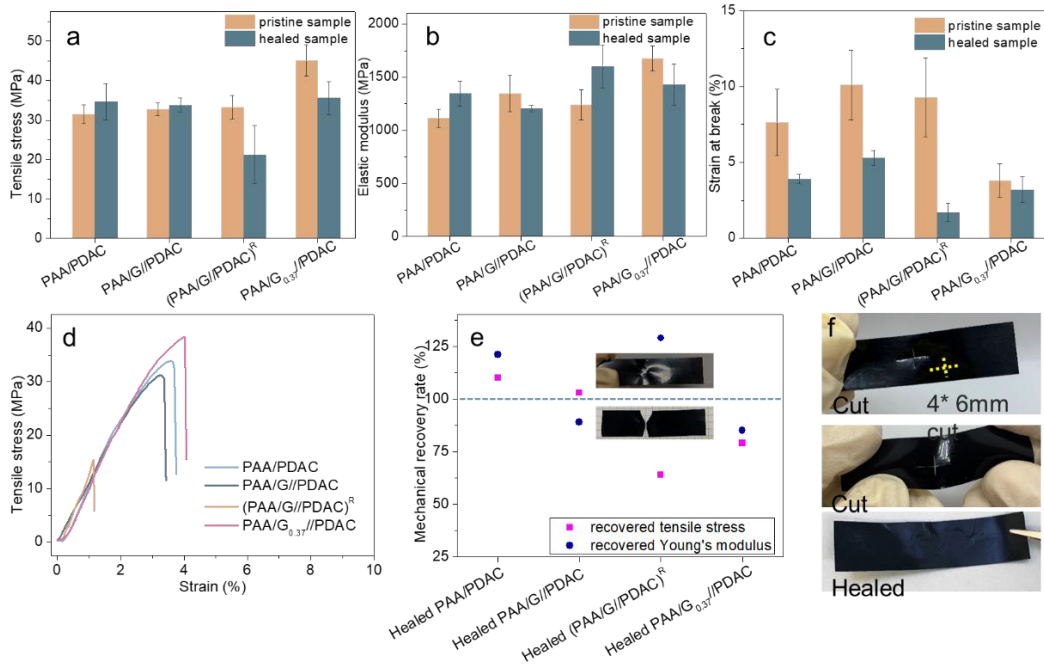 a
pristine sample
healed sample
Tensile stress (MPa)
50
40
30
20
10
0
PAA/PDAC
PAA/G//PDAC
(PAA/G//PDAC)R
PAA/G0.37//PDAC
b
pristine sample
healed sample
Elastic modulus (MPa)
2000
1500
1000
500
0
PAA/PDAC
PAA/G//PDAC
(PAA/G//PDAC)R
PAA/G0.37//PDAC
c
pristine sample
healed sample
Strain at break (%)
15
10
5
0
PAA/PDAC
PAA/G//PDAC
(PAA/G//PDAC)R
PAA/G0.37//PDAC
d
Tensile stress (MPa)
40
30
20
10
0
PAA/PDAC
PAA/G//PDAC
(PAA/G//PDAC)R
PAA/G0.37//PDAC
0 2 4 6 8 10
Strain (%)
e
Mechanical recovery rate (%)
125
100
75
50
25
recovered tensile stress
recovered Young's modulus
Healed PAA/PDAC
Healed PAA/G//PDAC
Healed (PAA/G//PDAC)R
Healed PAA/G0.37//PDAC
f
Cut
4* 6mm
cut
Cut
Healed